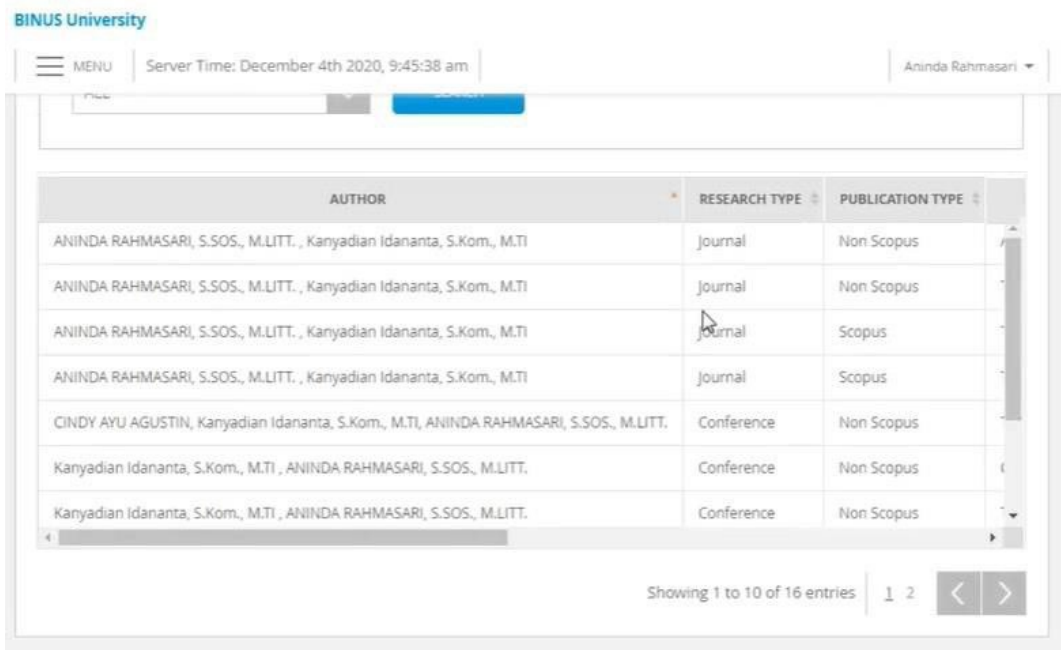 BINUS University
MENU Server Time: December 4th 2020, 9:45:38 am Aninda Rahmasari
ALL SEARCH
AUTHOR RESEARCH TYPE PUBLICATION TYPE
ANINDA RAHMASARI, S.SOS., M.LITT. , Kanyadian Idananta, S.Kom., M.TI Journal Non Scopus
ANINDA RAHMASARI, S.SOS., M.LITT. , Kanyadian Idananta, S.Kom., M.TI Journal Non Scopus
ANINDA RAHMASARI, S.SOS., M.LITT. , Kanyadian Idananta, S.Kom., M.TI Journal Scopus
ANINDA RAHMASARI, S.SOS., M.LITT. , Kanyadian Idananta, S.Kom., M.TI Journal Scopus
CINDY AYU AGUSTIN, Kanyadian Idananta, S.Kom., M.TI, ANINDA RAHMASARI, S.SOS., M.LITT. Conference Non Scopus
Kanyadian Idananta, S.Kom., M.TI , ANINDA RAHMASARI, S.SOS., M.LITT. Conference Non Scopus
Kanyadian Idananta, S.Kom., M.TI , ANINDA RAHMASARI, S.SOS., M.LITT. Conference Non Scopus
Showing 1 to 10 of 16 entries 1 2